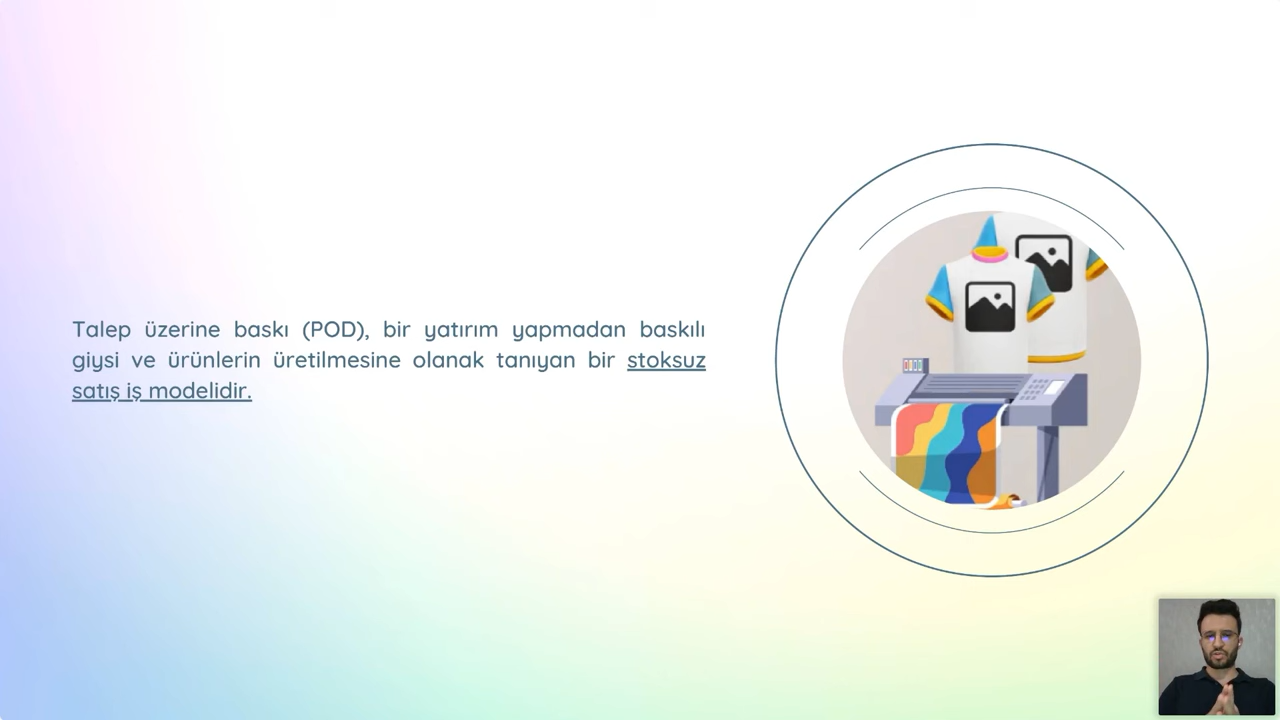 Talep üzerine baskı (POD), bir yatırım yapmadan baskılı
giysi ve ürünlerin üretilmesine olanak tanıyan bir stoksuz
satış iş modelidir.